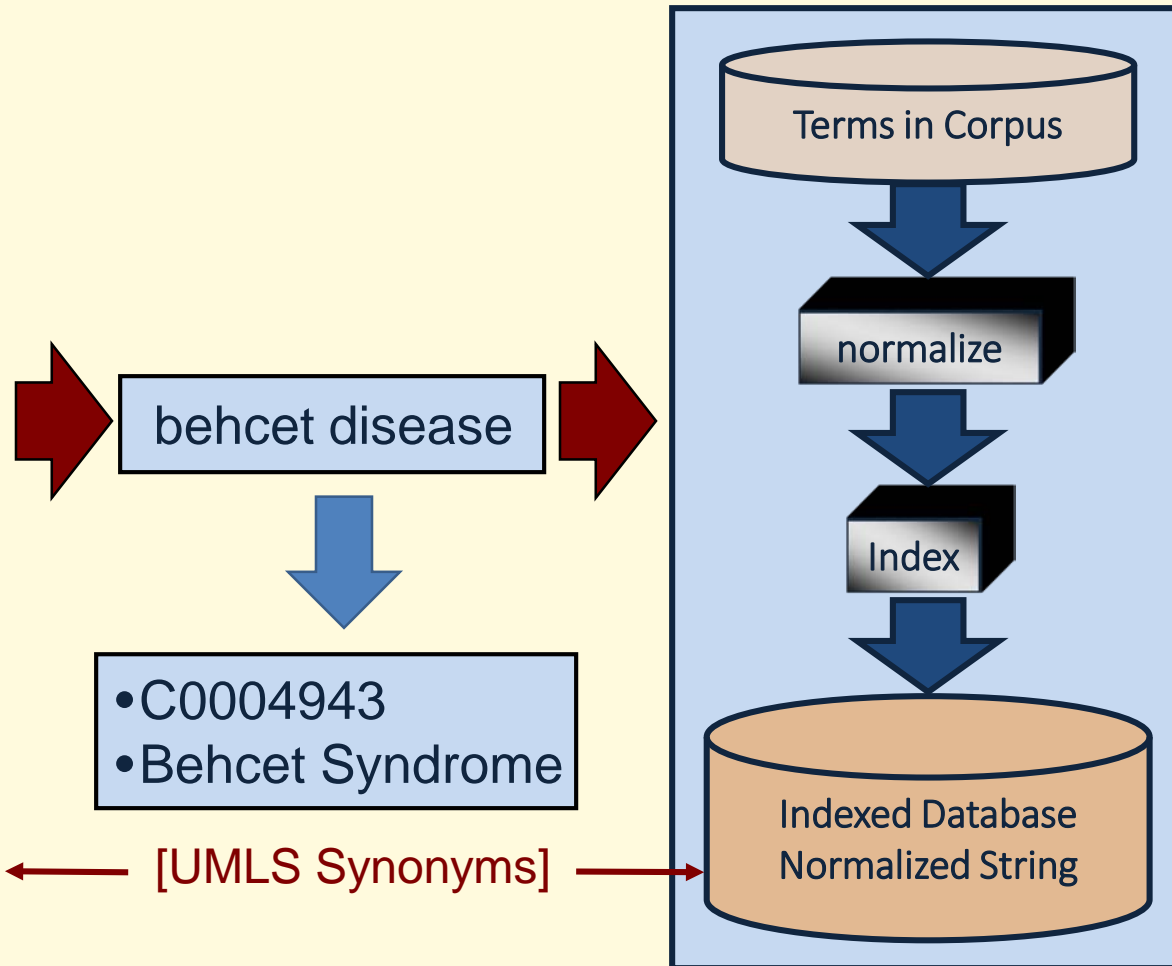 behcet disease
•C0004943
•Behcet Syndrome
[UMLS Synonyms]
Terms in Corpus
normalize
Index
Indexed Database
Normalized String